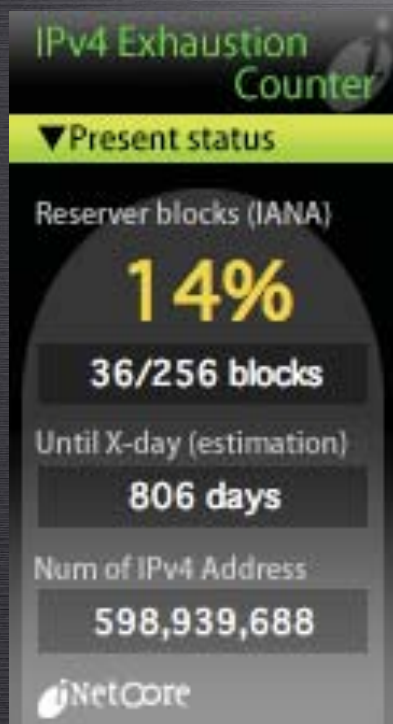 IPv4 Exhaustion
Counter
▼Present status
Reserver blocks (IANA)
14%
36/256 blocks
Until X-day (estimation)
806 days
Num of IPv4 Address
598,939,688
iNetCore